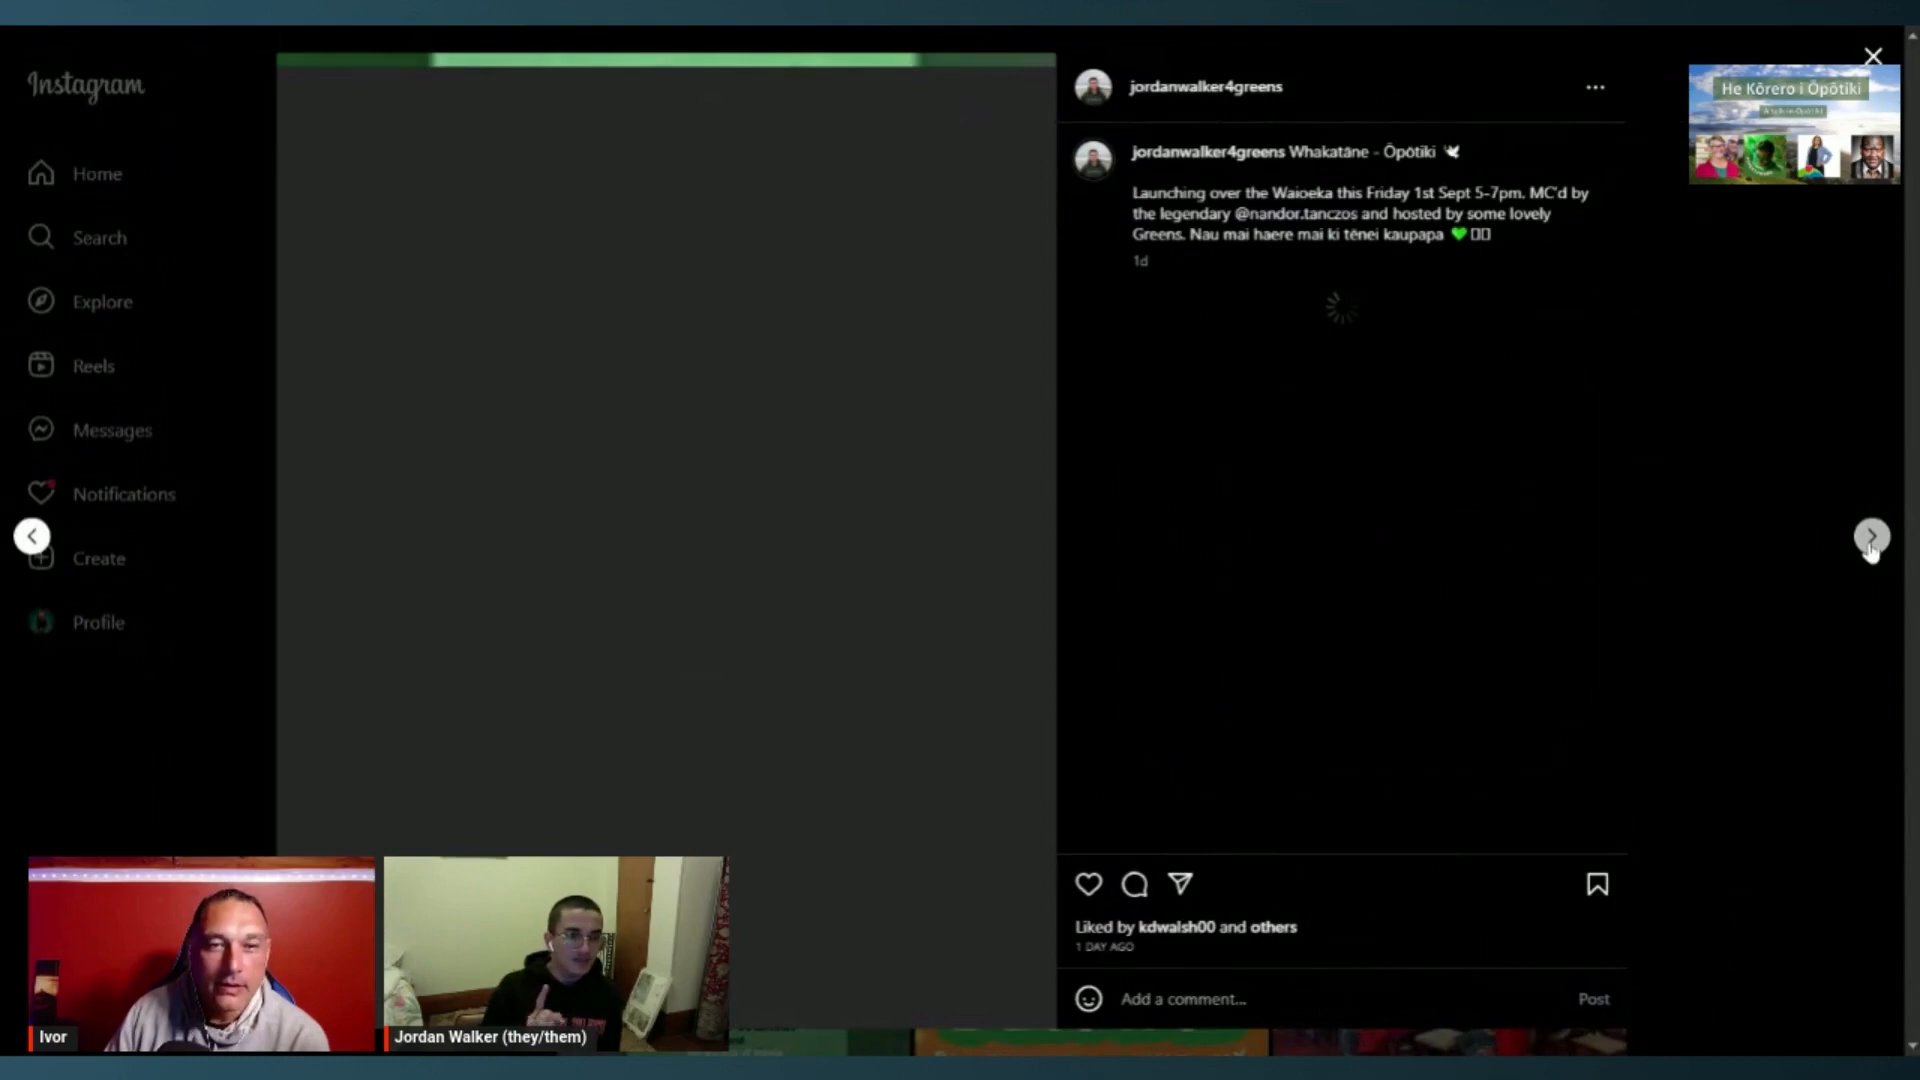 Instagram
Home
Search
Explore
Reels
Messages
Notifications
Create
Profile
jordanwalker4greens
jordanwalker4greens Whakatāne - Ōpōtiki
Launching over the Waioeka this Friday 1st Sept 5-7pm. MC'd by
the legendary @nandor.tanczos and hosted by some lovely
Greens. Nau mai haere mai ki tēnei kaupapa
1d
He Kōrero i Ōpōtiki
Liked by kdwalsh00 and others
1 DAY AGO
Add a comment...
Post
Ivor
Jordan Walker (they/them)